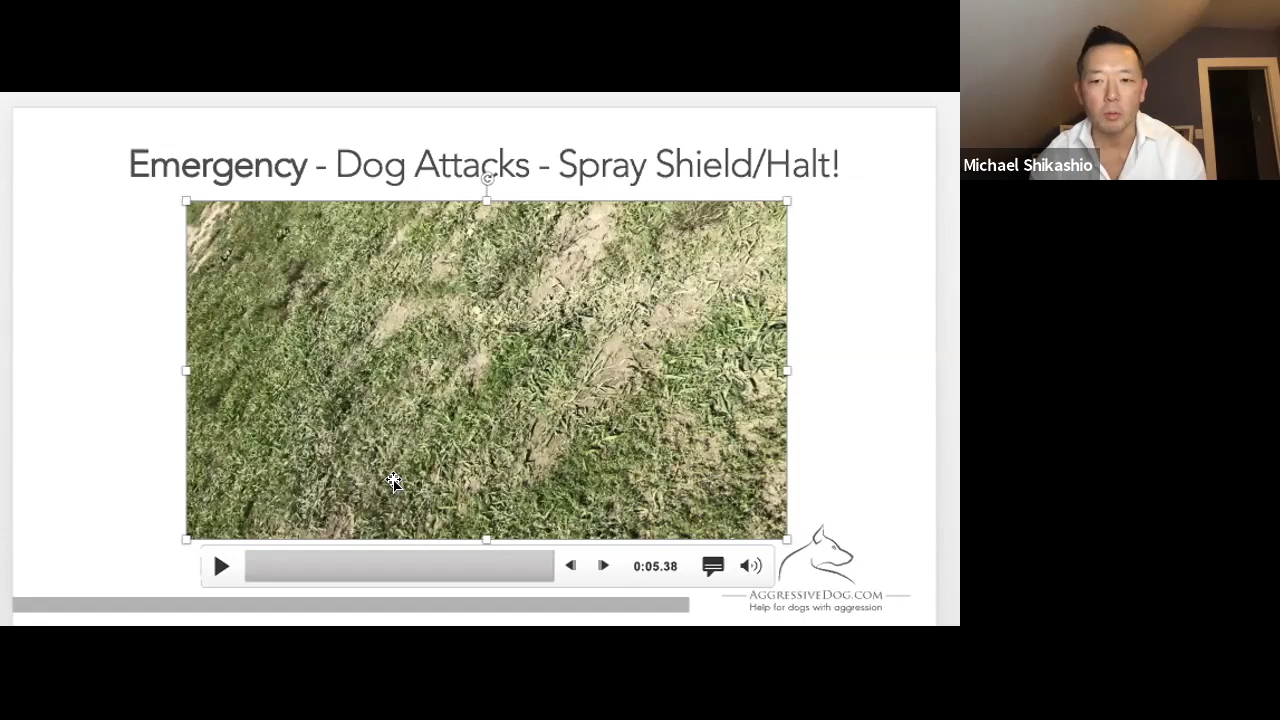 Emergency - Dog Attacks - Spray Shield/Halt!
Michael Shikashio
0:05.38
AGGRESSIVEDOG.COM
Help for dogs with aggression